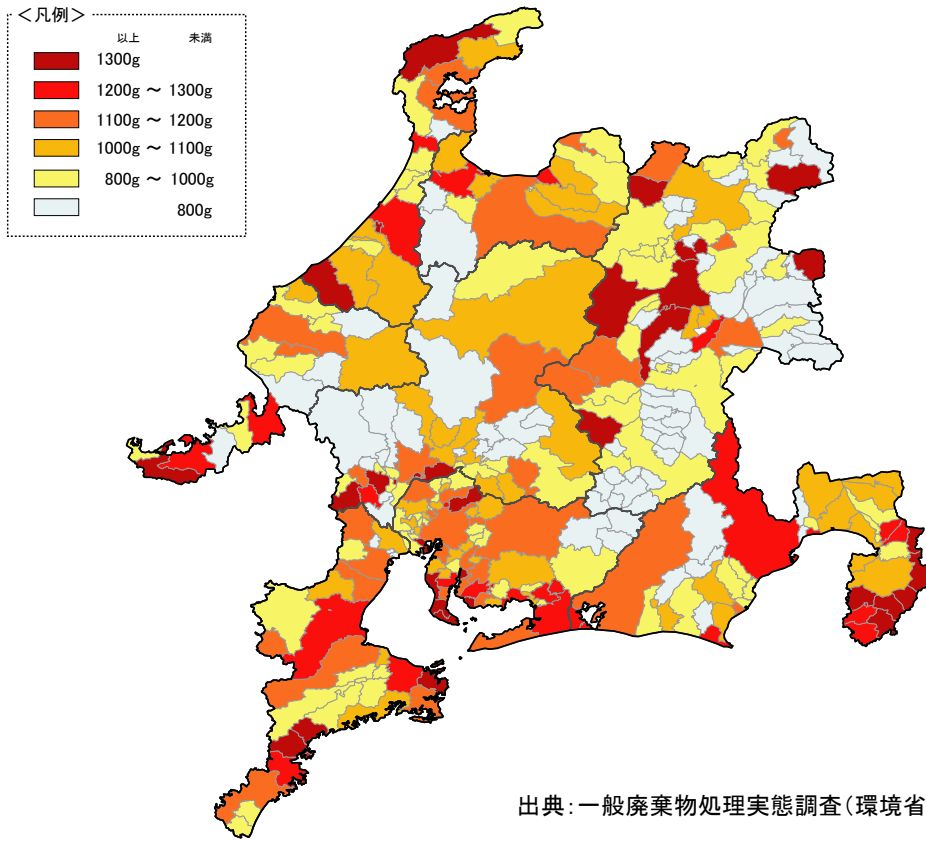 ＜凡例＞
以上　未満
1300g
1200g ～ 1300g
1100g ～ 1200g
1000g ～ 1100g
800g ～ 1000g
800g
出典：一般廃棄物処理実態調査（環境省